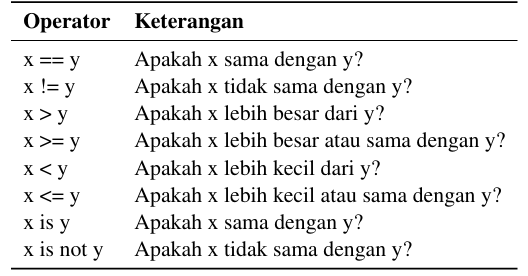 Operator Keterangan
x == y Apakah x sama dengan y?
x != y Apakah x tidak sama dengan y?
x > y Apakah x lebih besar dari y?
x >= y Apakah x lebih besar atau sama dengan y?
x < y Apakah x lebih kecil dari y?
x <= y Apakah x lebih kecil atau sama dengan y?
x is y Apakah x sama dengan y?
x is not y Apakah x tidak sama dengan y?